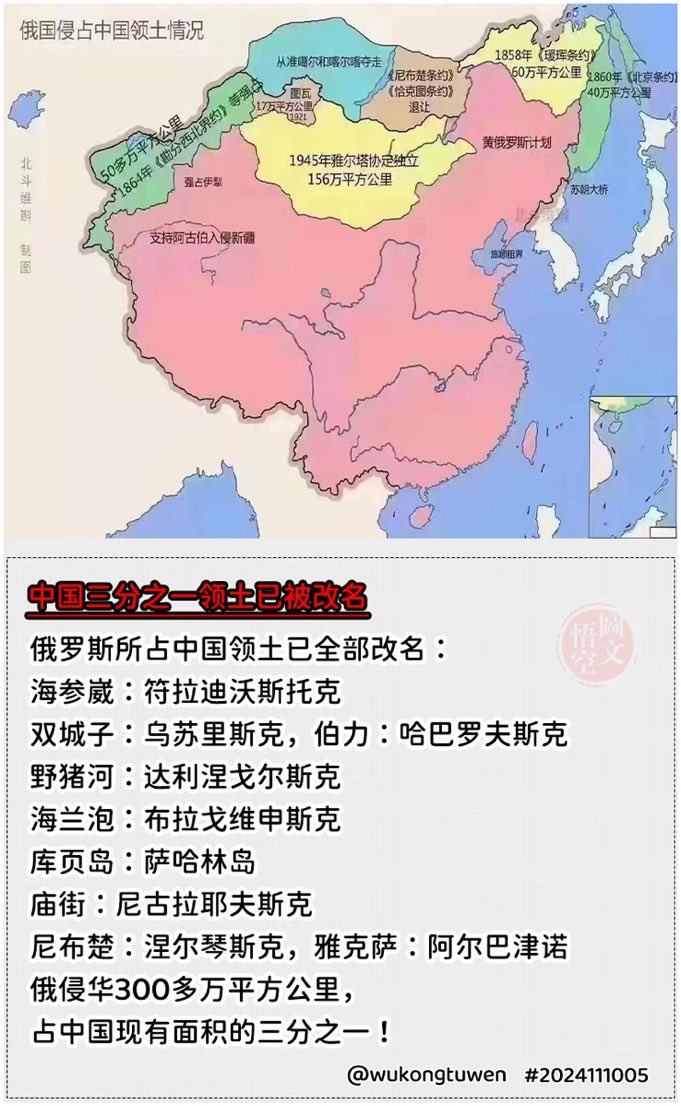 俄国侵占中国领土情况
从准噶尔和喀尔喀夺走
《尼布楚条约》
《恰克图条约》
退让
1858年《瑷珲条约》
60万平方公里
1860年《北京条约》
40万平方公里
图瓦
17万平方公里
1921
50多万平方公里
1864年《勘分西北界约》等强占
1945年雅尔塔协定独立
156万平方公里
黄俄罗斯计划
强占伊犁
苏朝大桥
支持阿古伯入侵新疆
旅顺租界
北斗维图 制图
中国三分之一领土已被改名
俄罗斯所占中国领土已全部改名：
海参崴：符拉迪沃斯托克
双城子：乌苏里斯克，伯力：哈巴罗夫斯克
野猪河：达利涅戈尔斯克
海兰泡：布拉戈维申斯克
库页岛：萨哈林岛
庙街：尼古拉耶夫斯克
尼布楚：涅尔琴斯克，雅克萨：阿尔巴津诺
俄侵华300多万平方公里，
占中国现有面积的三分之一！
悟空圖文
@wukongtuwen #2024111005